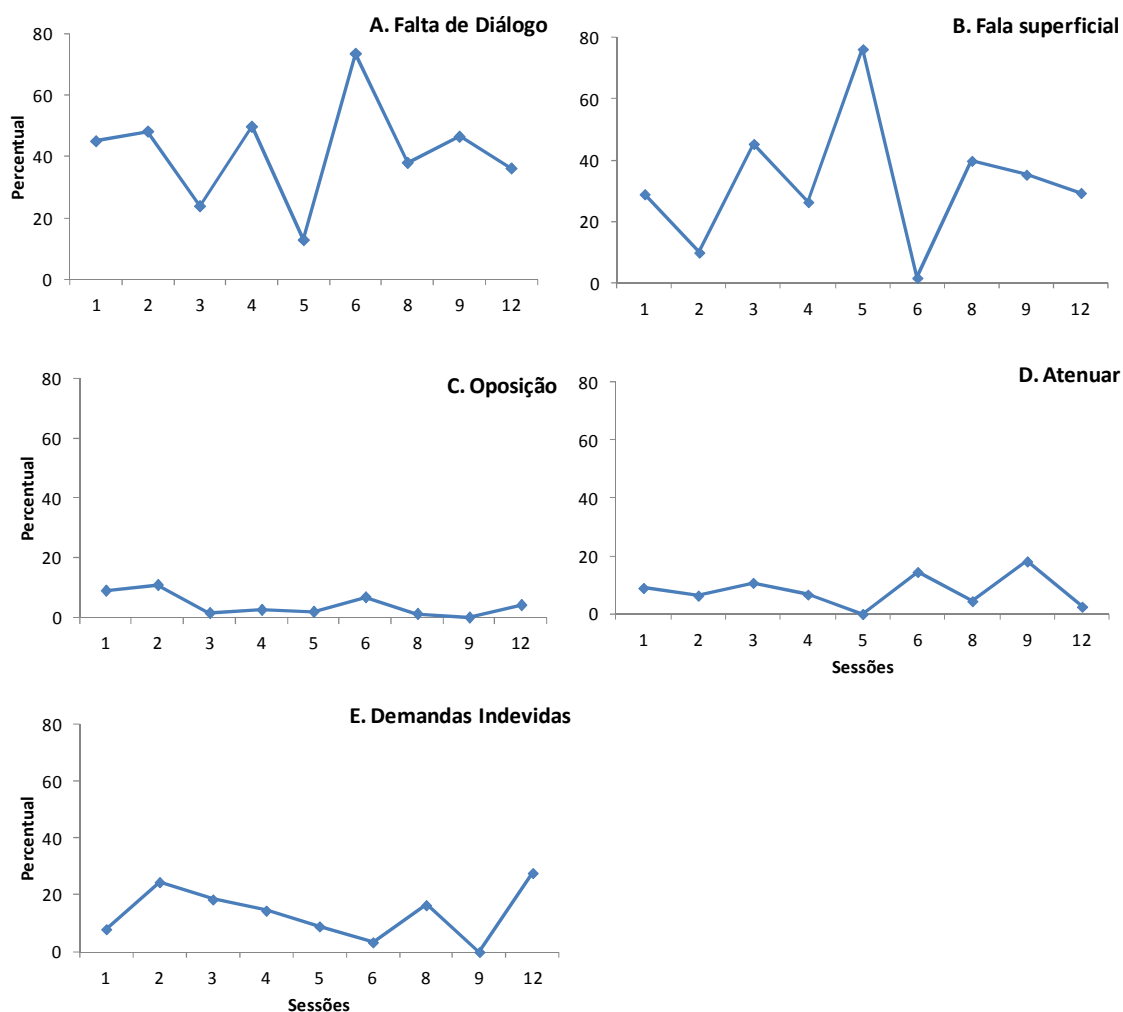 A. Falta de Diálogo
Percentual
80
60
40
20
0
1 2 3 4 5 6 8 9 12
B. Fala superficial
80
60
40
20
0
1 2 3 4 5 6 8 9 12
C. Oposição
Percentual
80
60
40
20
0
1 2 3 4 5 6 8 9 12
D. Atenuar
80
60
40
20
0
1 2 3 4 5 6 8 9 12
Sessões
E. Demandas Indevidas
Percentual
80
60
40
20
0
1 2 3 4 5 6 8 9 12
Sessões